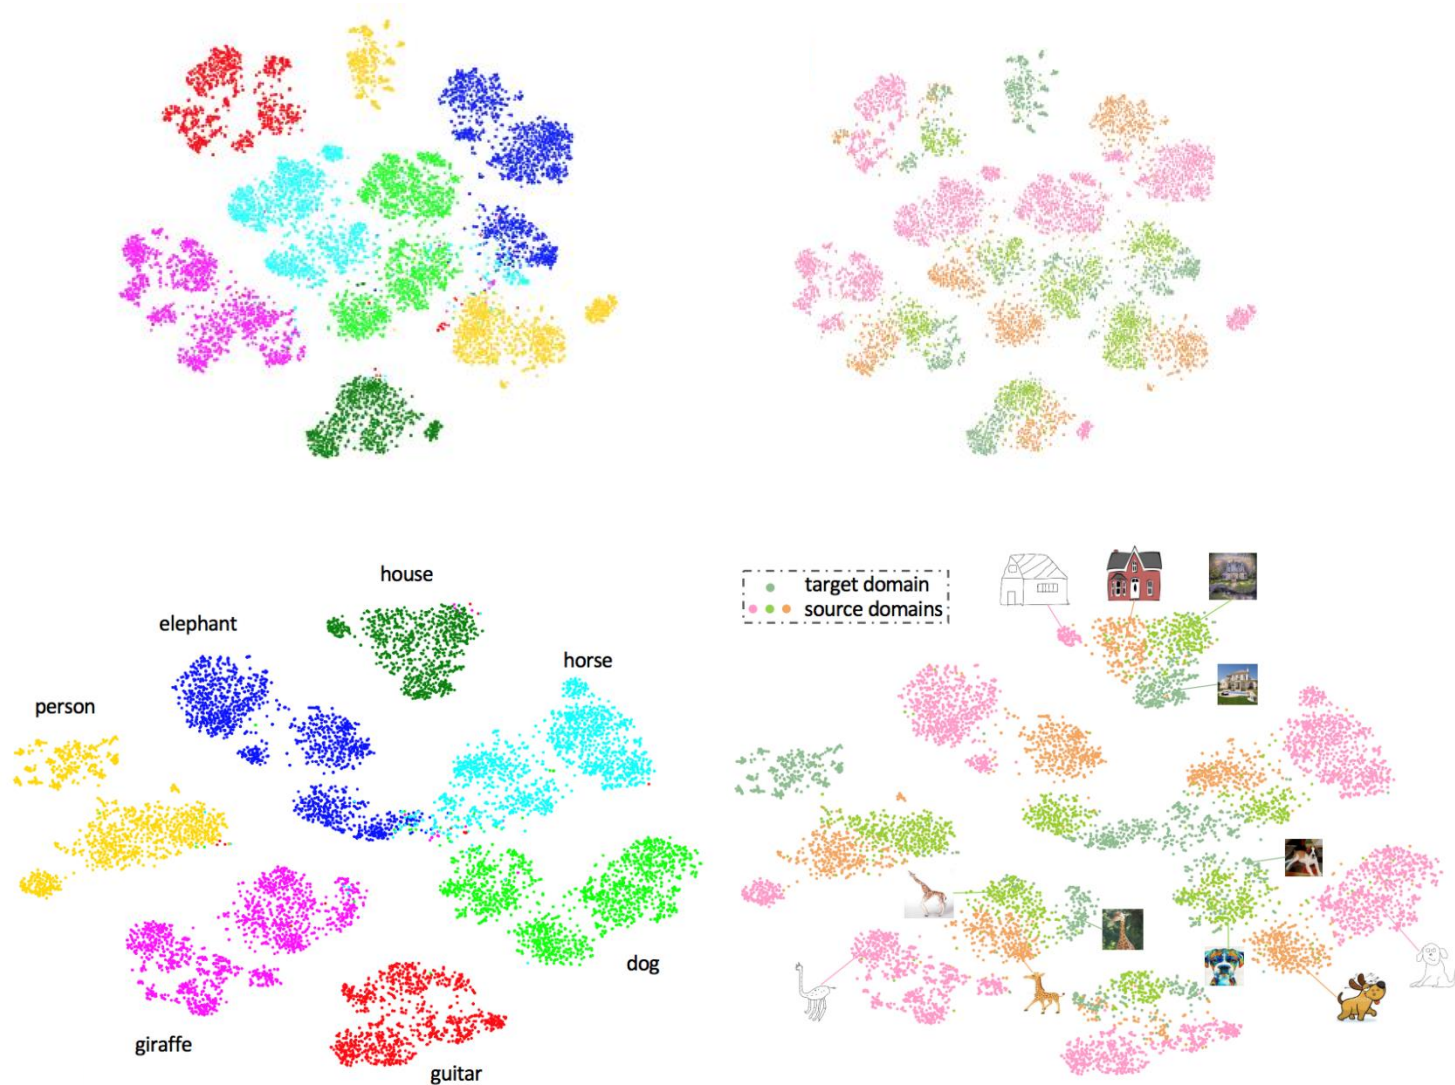 house
elephant
horse
person
dog
giraffe
guitar
target domain
source domains